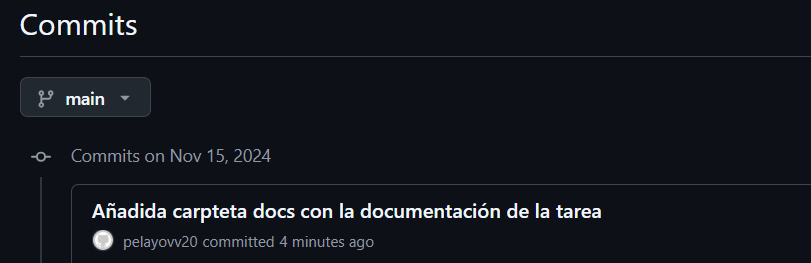 Commits
main
Commits on Nov 15, 2024
Añadida carpteta docs con la documentación de la tarea
pelayovv20 committed 4 minutes ago